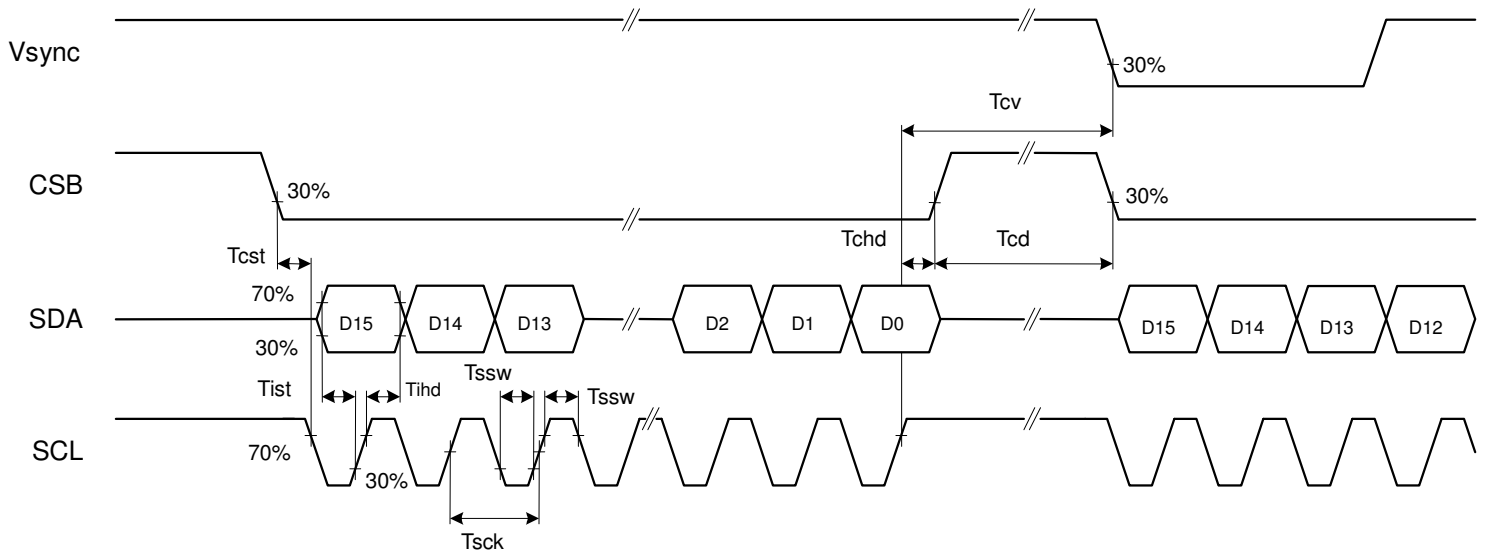 Vsync
30%
Tcv
CSB
30%
30%
Tcst
Tchd
Tcd
70%
SDA
D15
D14
D13
D2
D1
D0
D15
D14
D13
D12
30%
Tist
Tihd
Tssw
Tssw
SCL
70%
30%
Tsck